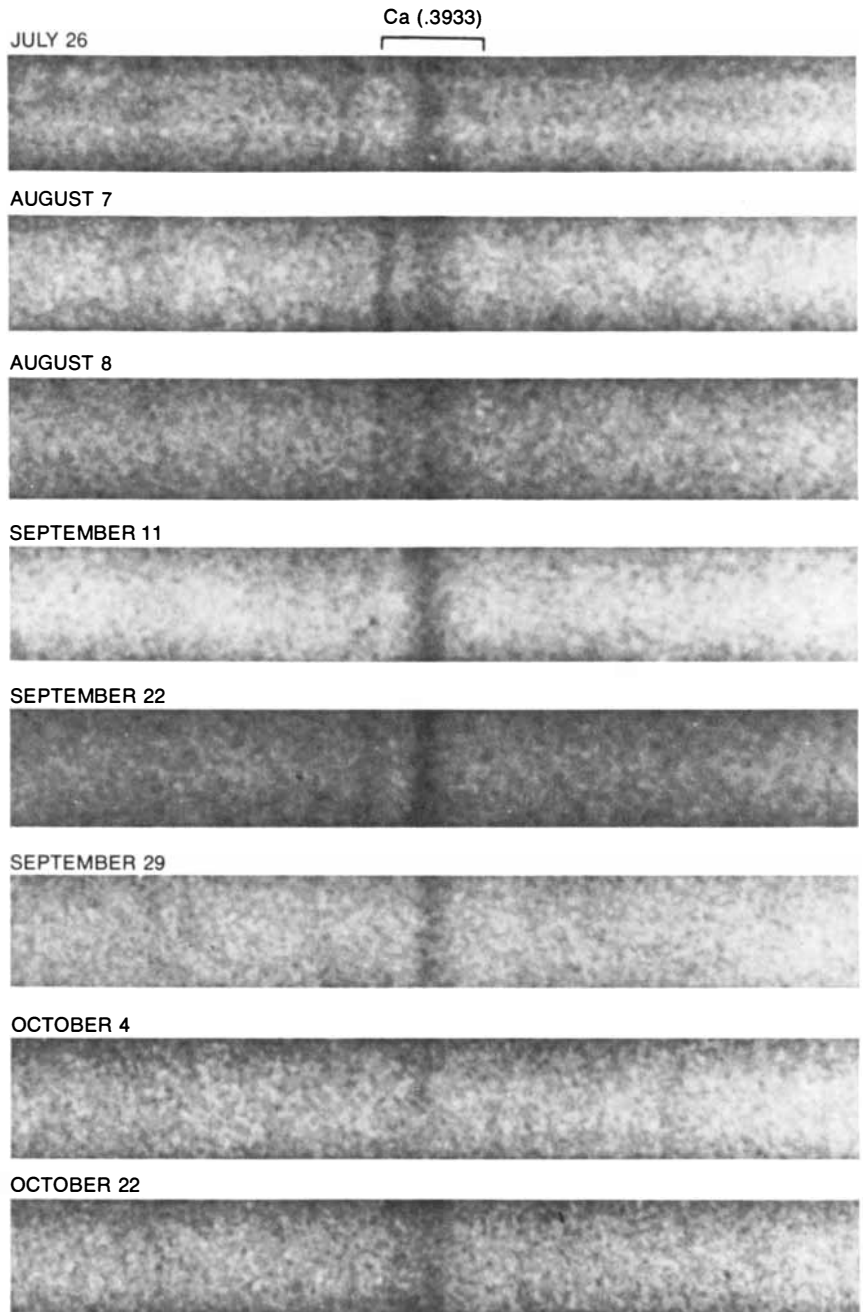 Ca (.3933)
JULY 26
AUGUST 7
AUGUST 8
SEPTEMBER 11
SEPTEMBER 22
SEPTEMBER 29
OCTOBER 4
OCTOBER 22